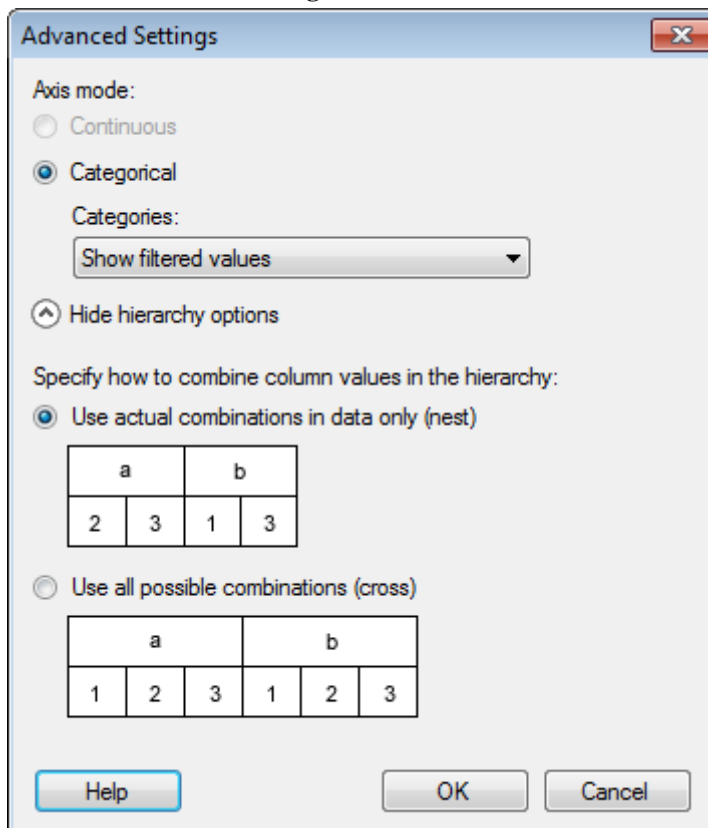 Advanced Settings
Axis mode:
Continuous
Categorical
Categories:
Show filtered values
Hide hierarchy options
Specify how to combine column values in the hierarchy:
Use actual combinations in data only (nest)
a b
2 3 1 3
Use all possible combinations (cross)
a b
1 2 3 1 2 3
Help OK Cancel